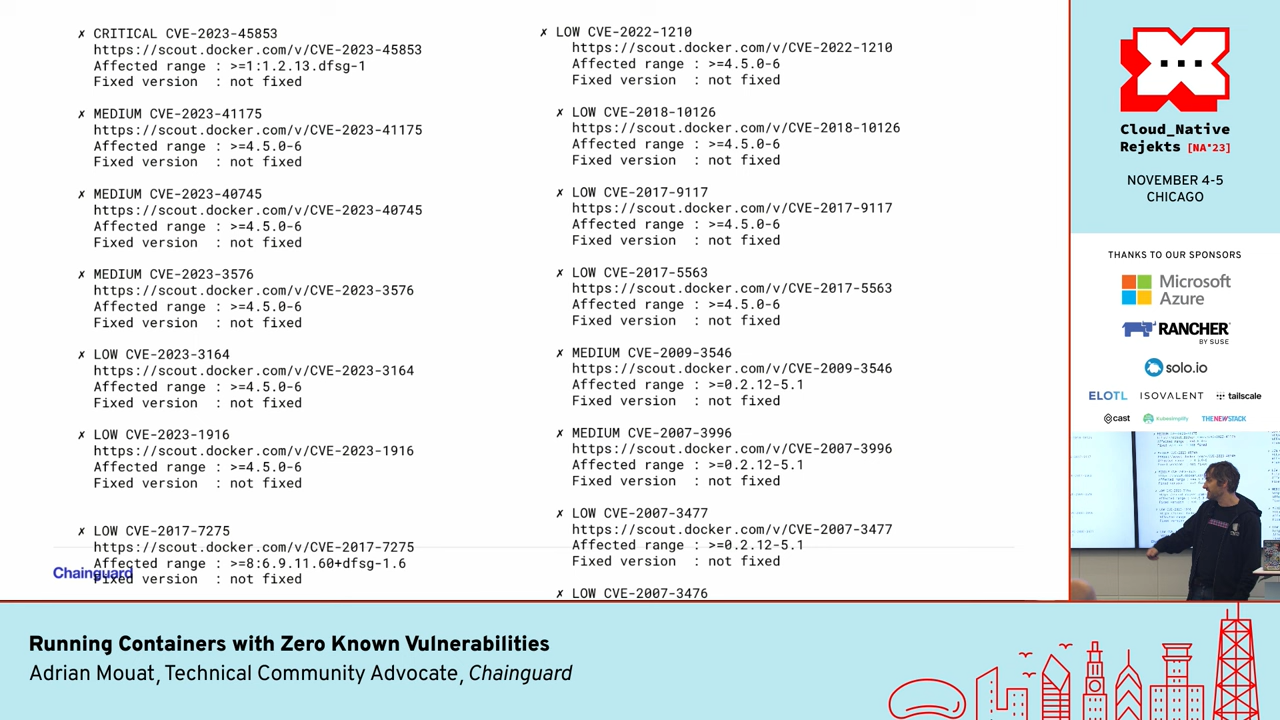 ✗ CRITICAL CVE-2023-45853
https://scout.docker.com/v/CVE-2023-45853
Affected range : >=1:1.2.13.dfsg-1
Fixed version : not fixed
✗ MEDIUM CVE-2023-41175
https://scout.docker.com/v/CVE-2023-41175
Affected range : >=4.5.0-6
Fixed version : not fixed
✗ MEDIUM CVE-2023-40745
https://scout.docker.com/v/CVE-2023-40745
Affected range : >=4.5.0-6
Fixed version : not fixed
✗ MEDIUM CVE-2023-3576
https://scout.docker.com/v/CVE-2023-3576
Affected range : >=4.5.0-6
Fixed version : not fixed
✗ LOW CVE-2023-3164
https://scout.docker.com/v/CVE-2023-3164
Affected range : >=4.5.0-6
Fixed version : not fixed
✗ LOW CVE-2023-1916
https://scout.docker.com/v/CVE-2023-1916
Affected range : >=4.5.0-6
Fixed version : not fixed
✗ LOW CVE-2017-7275
https://scout.docker.com/v/CVE-2017-7275
Affected range : >=8:6.9.11.60+dfsg-1.6
Fixed version : not fixed
Chainguard
✗ LOW CVE-2022-1210
https://scout.docker.com/v/CVE-2022-1210
Affected range : >=4.5.0-6
Fixed version : not fixed
✗ LOW CVE-2018-10126
https://scout.docker.com/v/CVE-2018-10126
Affected range : >=4.5.0-6
Fixed version : not fixed
✗ LOW CVE-2017-9117
https://scout.docker.com/v/CVE-2017-9117
Affected range : >=4.5.0-6
Fixed version : not fixed
✗ LOW CVE-2017-5563
https://scout.docker.com/v/CVE-2017-5563
Affected range : >=4.5.0-6
Fixed version : not fixed
✗ MEDIUM CVE-2009-3546
https://scout.docker.com/v/CVE-2009-3546
Affected range : >=0.2.12-5.1
Fixed version : not fixed
✗ MEDIUM CVE-2007-3996
https://scout.docker.com/v/CVE-2007-3996
Affected range : >=0.2.12-5.1
Fixed version : not fixed
✗ LOW CVE-2007-3477
https://scout.docker.com/v/CVE-2007-3477
Affected range : >=0.2.12-5.1
Fixed version : not fixed
✗ LOW CVE-2007-3476
Cloud_Native
Rejekts [NA'23]
NOVEMBER 4-5
CHICAGO
THANKS TO OUR SPONSORS
Microsoft
Azure
RANCHER
BY SUSE
solo.io
ELOTL ISOVALENT tailscale
cast kubesimplify THENEWSTACK
Running Containers with Zero Known Vulnerabilities
Adrian Mouat, Technical Community Advocate, Chainguard